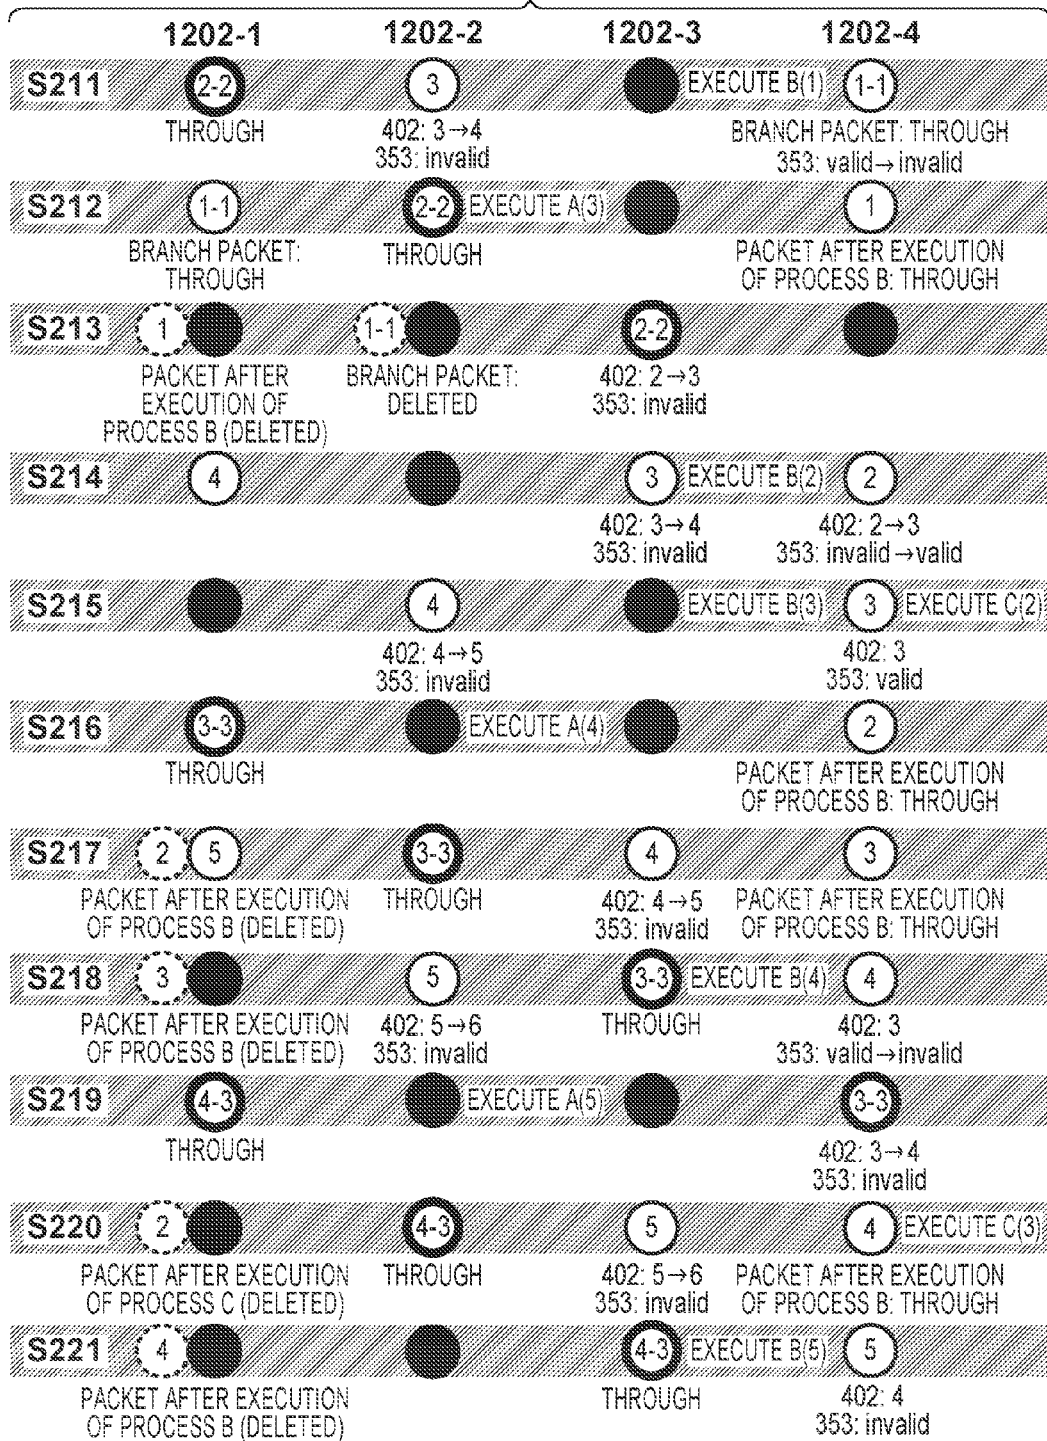 1202-1 1202-2 1202-3 1202-4
S211 2-2 3 EXECUTE B(1) 1-1
THROUGH 402: 3→4 BRANCH PACKET: THROUGH
353: invalid 353: valid→invalid
S212 1-1 2-2 EXECUTE A(3) 1
BRANCH PACKET: THROUGH PACKET AFTER EXECUTION
THROUGH OF PROCESS B: THROUGH
S213 1 1-1 2-2
PACKET AFTER BRANCH PACKET: 402: 2→3
EXECUTION OF DELETED 353: invalid
PROCESS B (DELETED)
S214 4 3 EXECUTE B(2) 2
402: 3→4 402: 2→3
353: invalid 353: invalid→valid
S215 4 EXECUTE B(3) 3 EXECUTE C(2)
402: 4→5 402: 3
353: invalid 353: valid
S216 3-3 EXECUTE A(4) 2
THROUGH PACKET AFTER EXECUTION
OF PROCESS B: THROUGH
S217 2 5 3-3 4 3
PACKET AFTER EXECUTION THROUGH 402: 4→5 PACKET AFTER EXECUTION
OF PROCESS B (DELETED) 353: invalid OF PROCESS B: THROUGH
S218 3 5 3-3 EXECUTE B(4) 4
PACKET AFTER EXECUTION 402: 5→6 THROUGH 402: 3
OF PROCESS B (DELETED) 353: invalid 353: valid→invalid
S219 4-3 EXECUTE A(5) 3-3
THROUGH 402: 3→4
353: invalid
S220 2 4-3 5 4 EXECUTE C(3)
PACKET AFTER EXECUTION THROUGH 402: 5→6 PACKET AFTER EXECUTION
OF PROCESS C (DELETED) 353: invalid OF PROCESS B: THROUGH
S221 4 4-3 EXECUTE B(5) 5
PACKET AFTER EXECUTION THROUGH 402: 4
OF PROCESS B (DELETED) 353: invalid